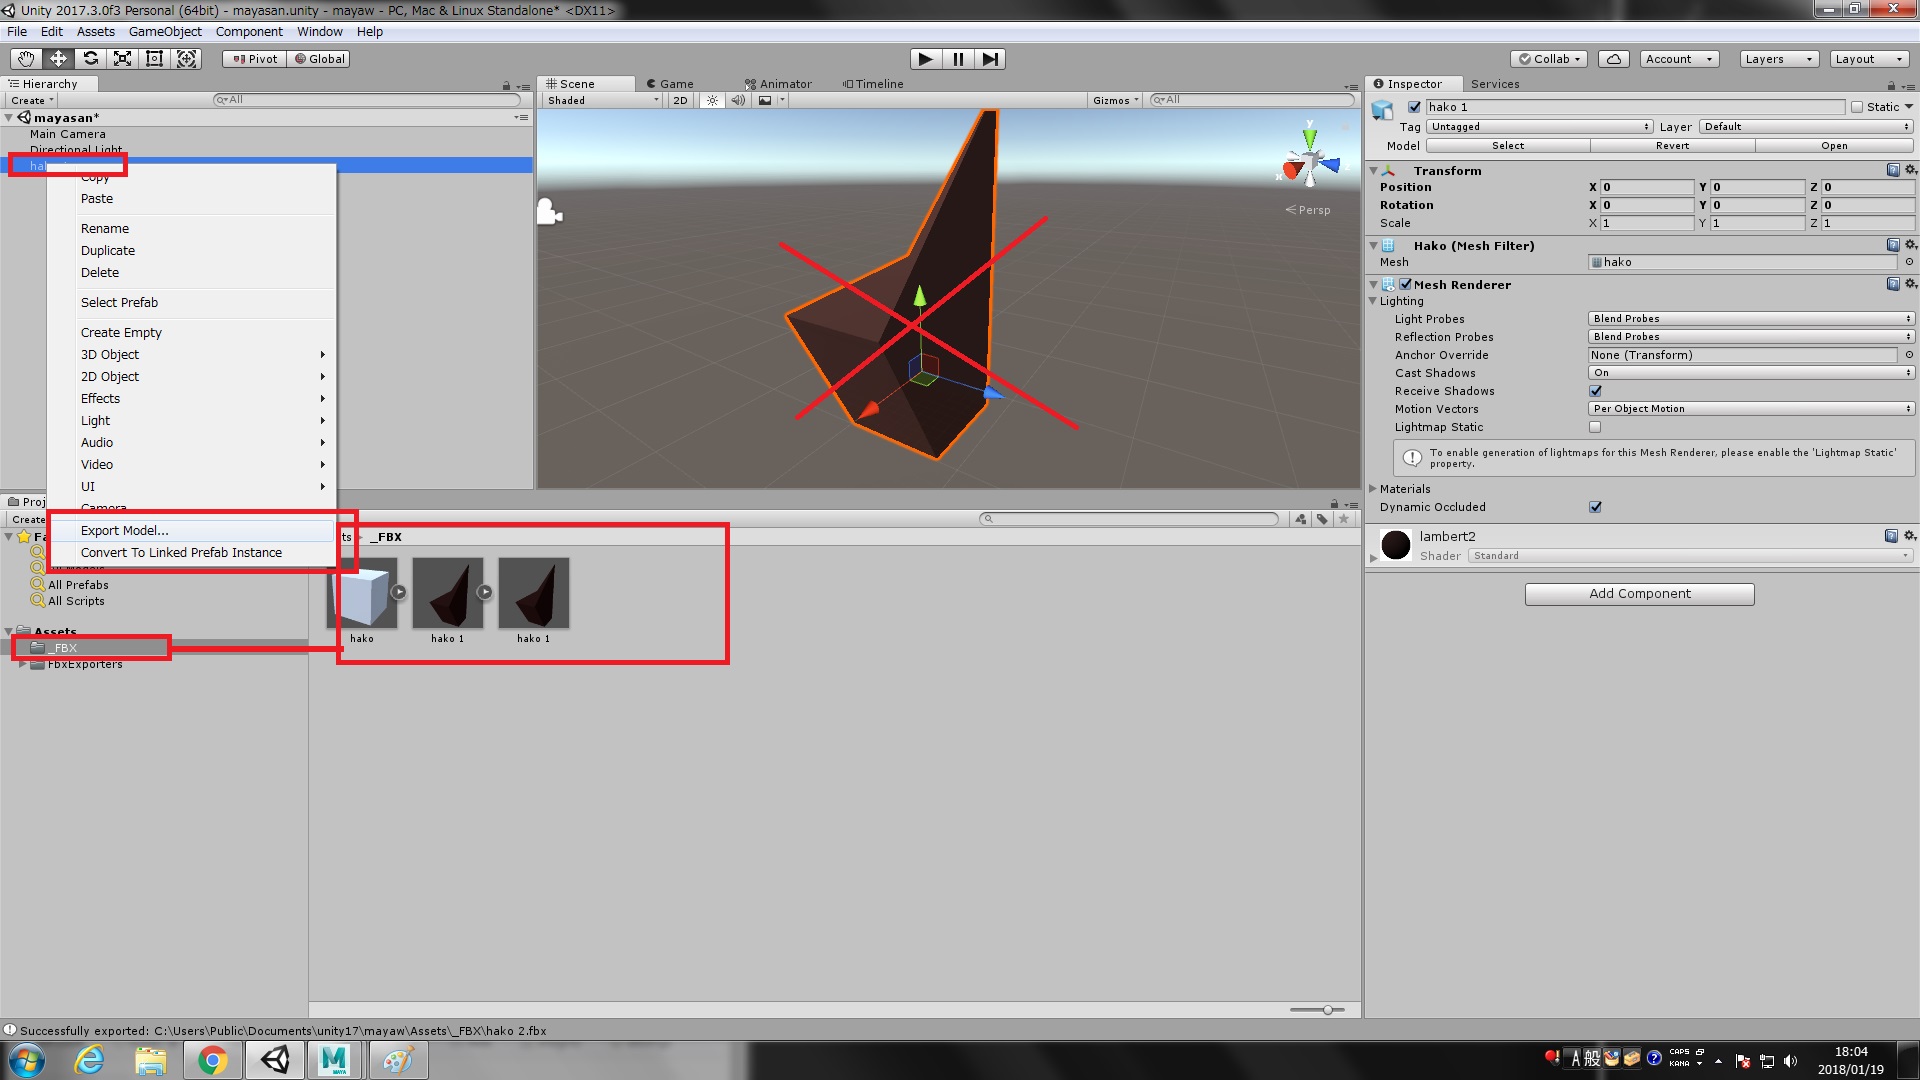 Unity 2017.3.0f3 Personal (64bit) - mayasan.unity - mayaw - PC, Mac & Linux Standalone* <DX11>
File Edit Assets GameObject Component Window Help
Pivot Global
Collab Account Layers Layout
Hierarchy
Create All
mayasan*
Main Camera
Directional Light
Copy
Paste
Rename
Duplicate
Delete
Select Prefab
Create Empty
3D Object
2D Object
Effects
Light
Audio
Video
UI
Camera
Export Model...
Convert To Linked Prefab Instance
Scene Game Animator Timeline
Shaded 2D Gizmos All
y
x
Persp
Create
_FBX
All Prefabs
All Scripts
Assets
_FBX
FbxExporters
hako hako 1 hako 1
Inspector Services
hako 1 Static
Tag Untagged Layer Default
Model Select Revert Open
Transform
Position X 0 Y 0 Z 0
Rotation X 0 Y 0 Z 0
Scale X 1 Y 1 Z 1
Hako (Mesh Filter)
Mesh hako
Mesh Renderer
Lighting
Light Probes Blend Probes
Reflection Probes Blend Probes
Anchor Override None (Transform)
Cast Shadows On
Receive Shadows
Motion Vectors Per Object Motion
Lightmap Static
To enable generation of lightmaps for this Mesh Renderer, please enable the 'Lightmap Static'
property.
Materials
Dynamic Occluded
lambert2
Shader Standard
Add Component
Successfully exported: C:\Users\Public\Documents\unity17\mayaw\Assets\_FBX\hako 2.fbx
MAYA
A 般 CAPS
KANA
18:04
2018/01/19